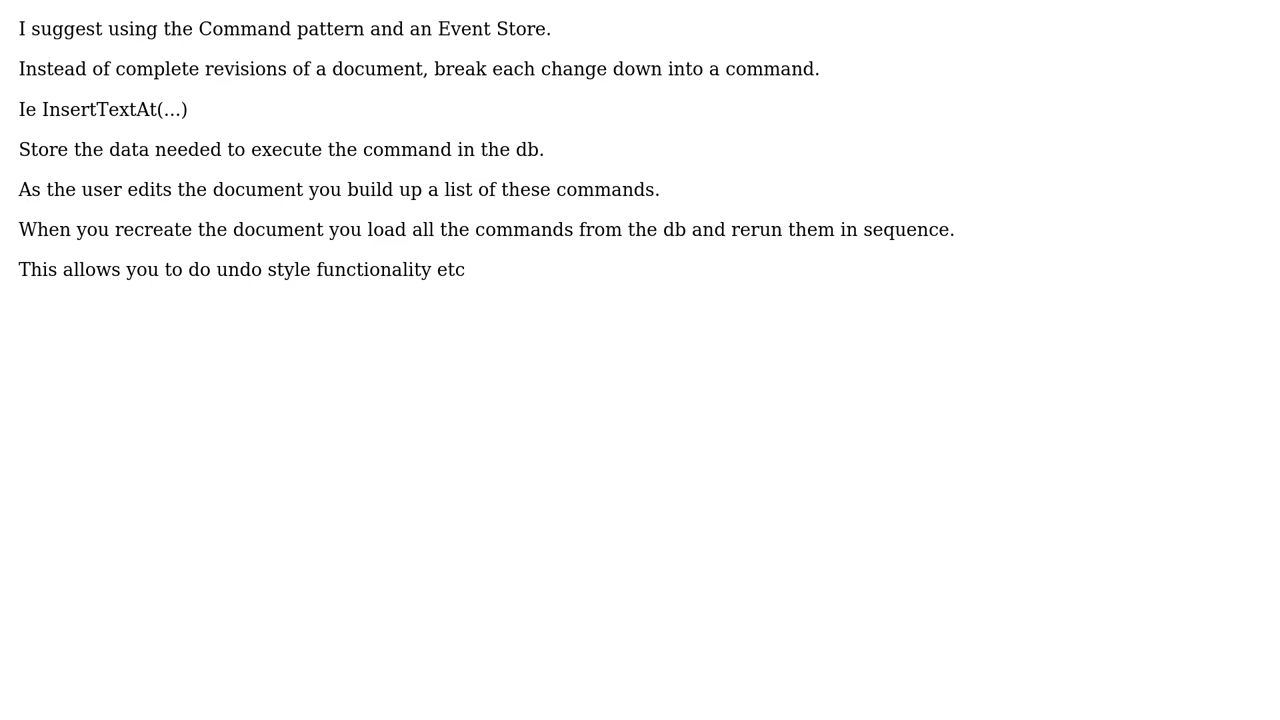 I suggest using the Command pattern and an Event Store.
Instead of complete revisions of a document, break each change down into a command.
Ie InsertTextAt(...)
Store the data needed to execute the command in the db.
As the user edits the document you build up a list of these commands.
When you recreate the document you load all the commands from the db and rerun them in sequence.
This allows you to do undo style functionality etc